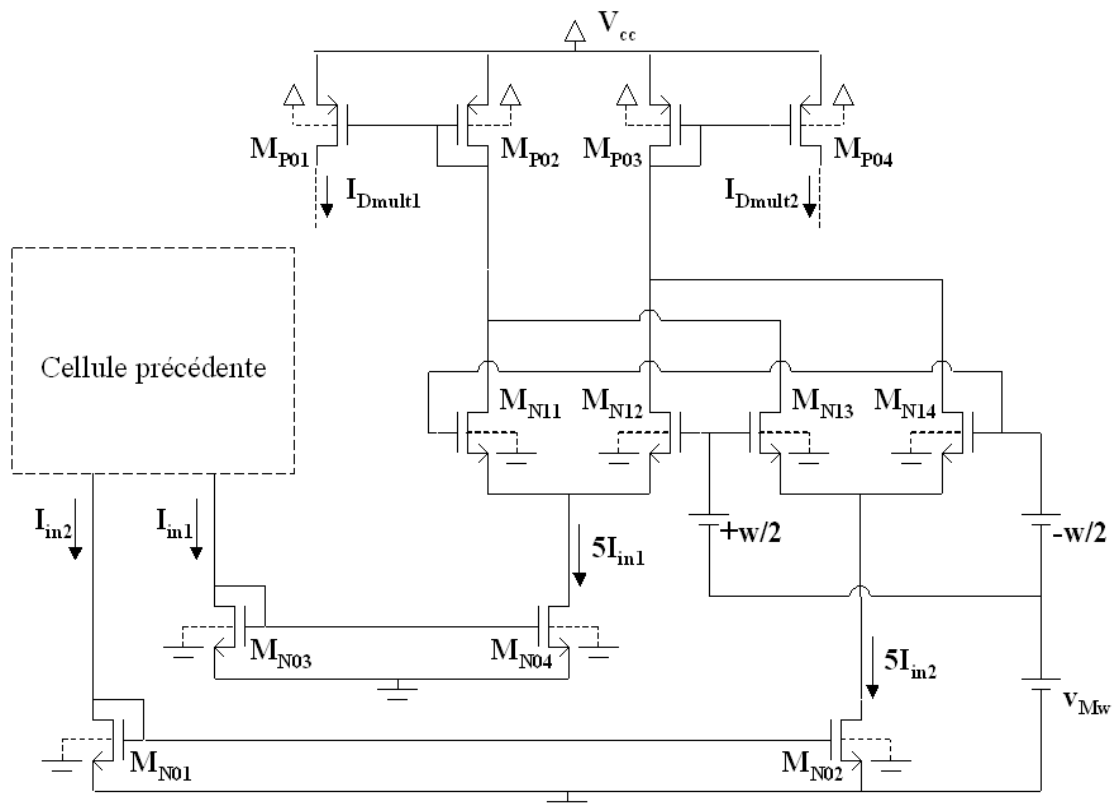 Vcc
MP01
MP02
MP03
MP04
IDmult1
IDmult2
Cellule précédente
MN11
MN12
MN13
MN14
Iin2
Iin1
+w/2
-w/2
5Iin1
MN03
MN04
5Iin2
vMw
MN01
MN02